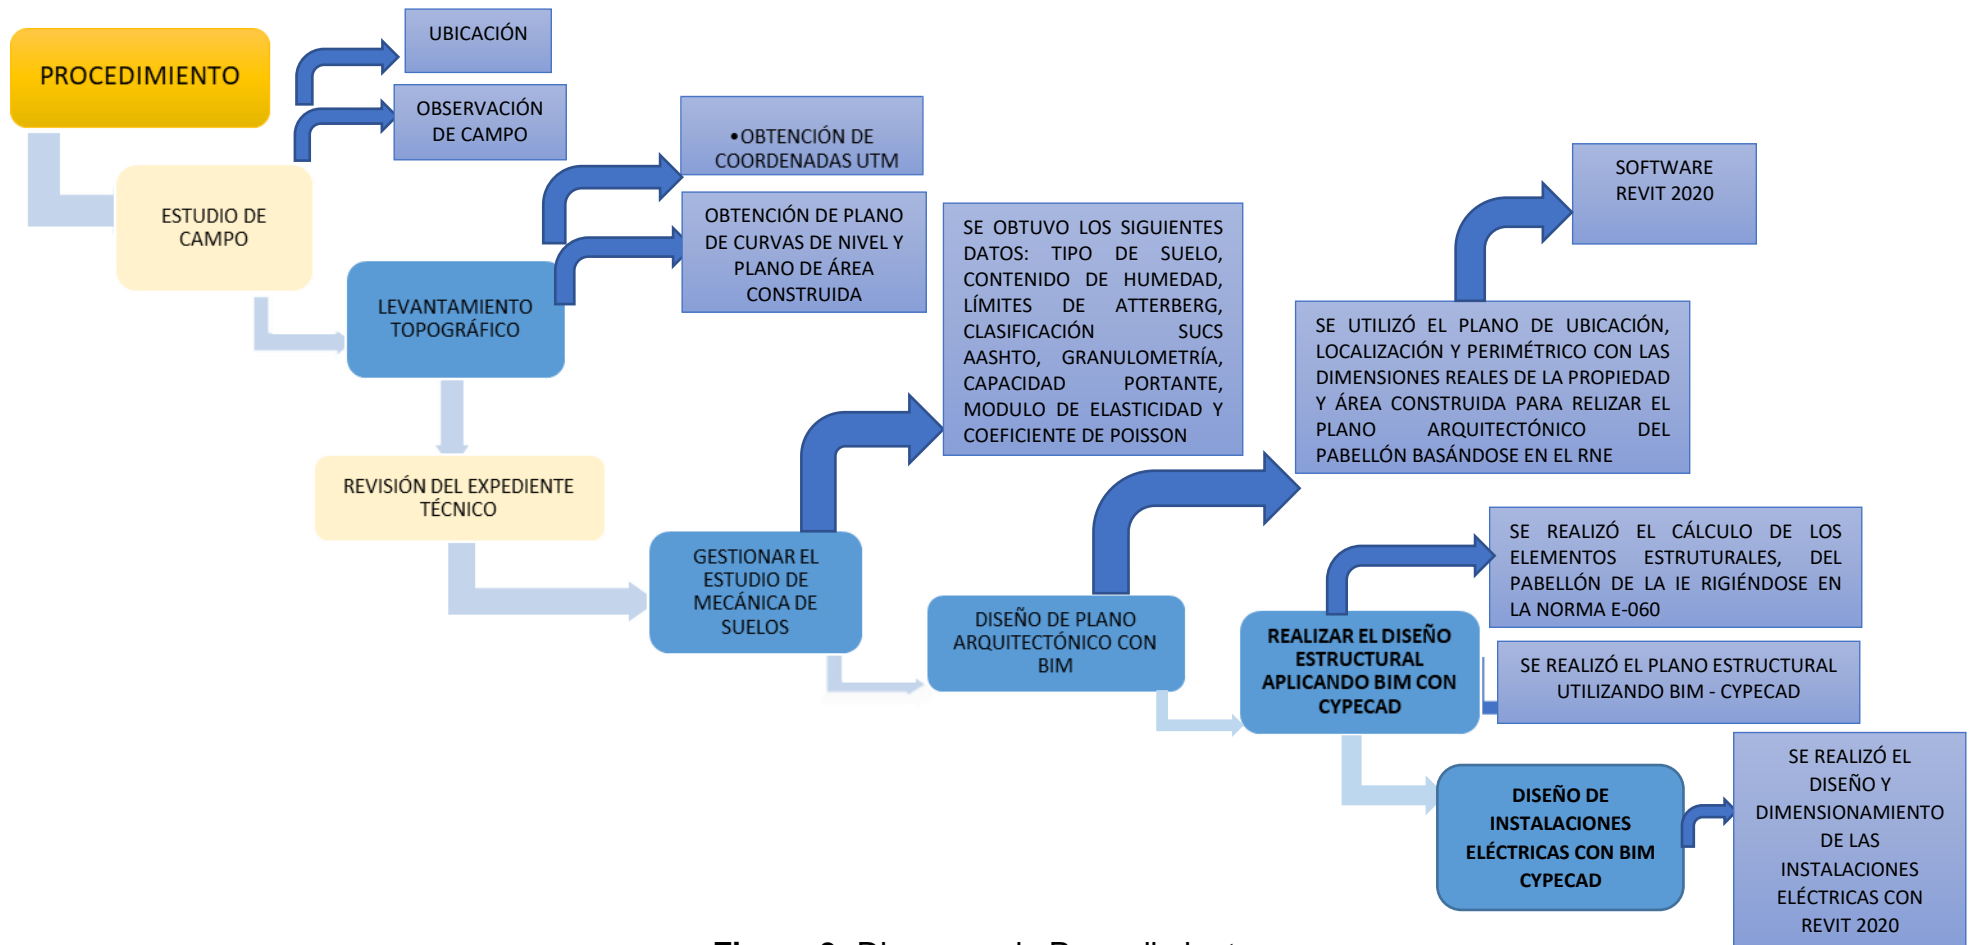 PROCEDIMIENTO
UBICACIÓN
OBSERVACIÓN
DE CAMPO
ESTUDIO DE
CAMPO
•OBTENCIÓN DE
COORDENADAS UTM
OBTENCIÓN DE PLANO
DE CURVAS DE NIVEL Y
PLANO DE ÁREA
CONSTRUIDA
LEVANTAMIENTO
TOPOGRÁFICO
REVISIÓN DEL EXPEDIENTE
TÉCNICO
SE OBTUVO LOS SIGUIENTES
DATOS: TIPO DE SUELO,
CONTENIDO DE HUMEDAD,
LÍMITES DE ATTERBERG,
CLASIFICACIÓN SUCS
AASHTO, GRANULOMETRÍA,
CAPACIDAD PORTANTE,
MODULO DE ELASTICIDAD Y
COEFICIENTE DE POISSON
GESTIONAR EL
ESTUDIO DE
MECÁNICA DE
SUELOS
SOFTWARE
REVIT 2020
SE UTILIZÓ EL PLANO DE UBICACIÓN,
LOCALIZACIÓN Y PERIMÉTRICO CON LAS
DIMENSIONES REALES DE LA PROPIEDAD
Y ÁREA CONSTRUIDA PARA RELIZAR EL
PLANO ARQUITECTÓNICO DEL
PABELLÓN BASÁNDOSE EN EL RNE
DISEÑO DE PLANO
ARQUITECTÓNICO CON
BIM
SE REALIZÓ EL CÁLCULO DE LOS
ELEMENTOS ESTRUTURALES, DEL
PABELLÓN DE LA IE RIGIÉNDOSE EN
LA NORMA E-060
REALIZAR EL DISEÑO
ESTRUCTURAL
APLICANDO BIM CON
CYPECAD
SE REALIZÓ EL PLANO ESTRUCTURAL
UTILIZANDO BIM - CYPECAD
DISEÑO DE
INSTALACIONES
ELÉCTRICAS CON BIM
CYPECAD
SE REALIZÓ EL
DISEÑO Y
DIMENSIONAMIENTO
DE LAS
INSTALACIONES
ELÉCTRICAS CON
REVIT 2020